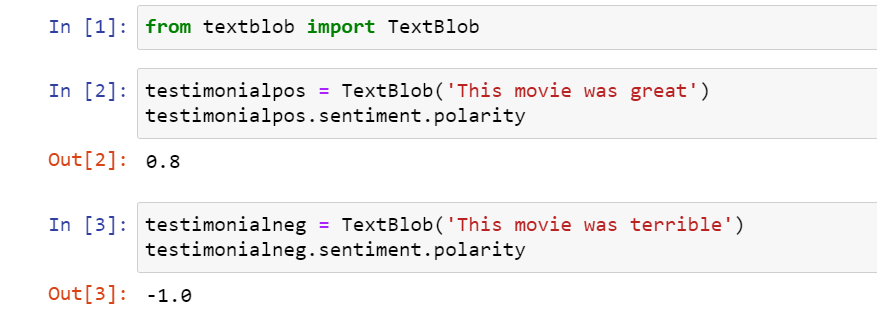 In [1]: from textblob import TextBlob
In [2]: testimonialpos = TextBlob('This movie was great')
testimonialpos.sentiment.polarity
Out[2]: 0.8
In [3]: testimonialneg = TextBlob('This movie was terrible')
testimonialneg.sentiment.polarity
Out[3]: -1.0